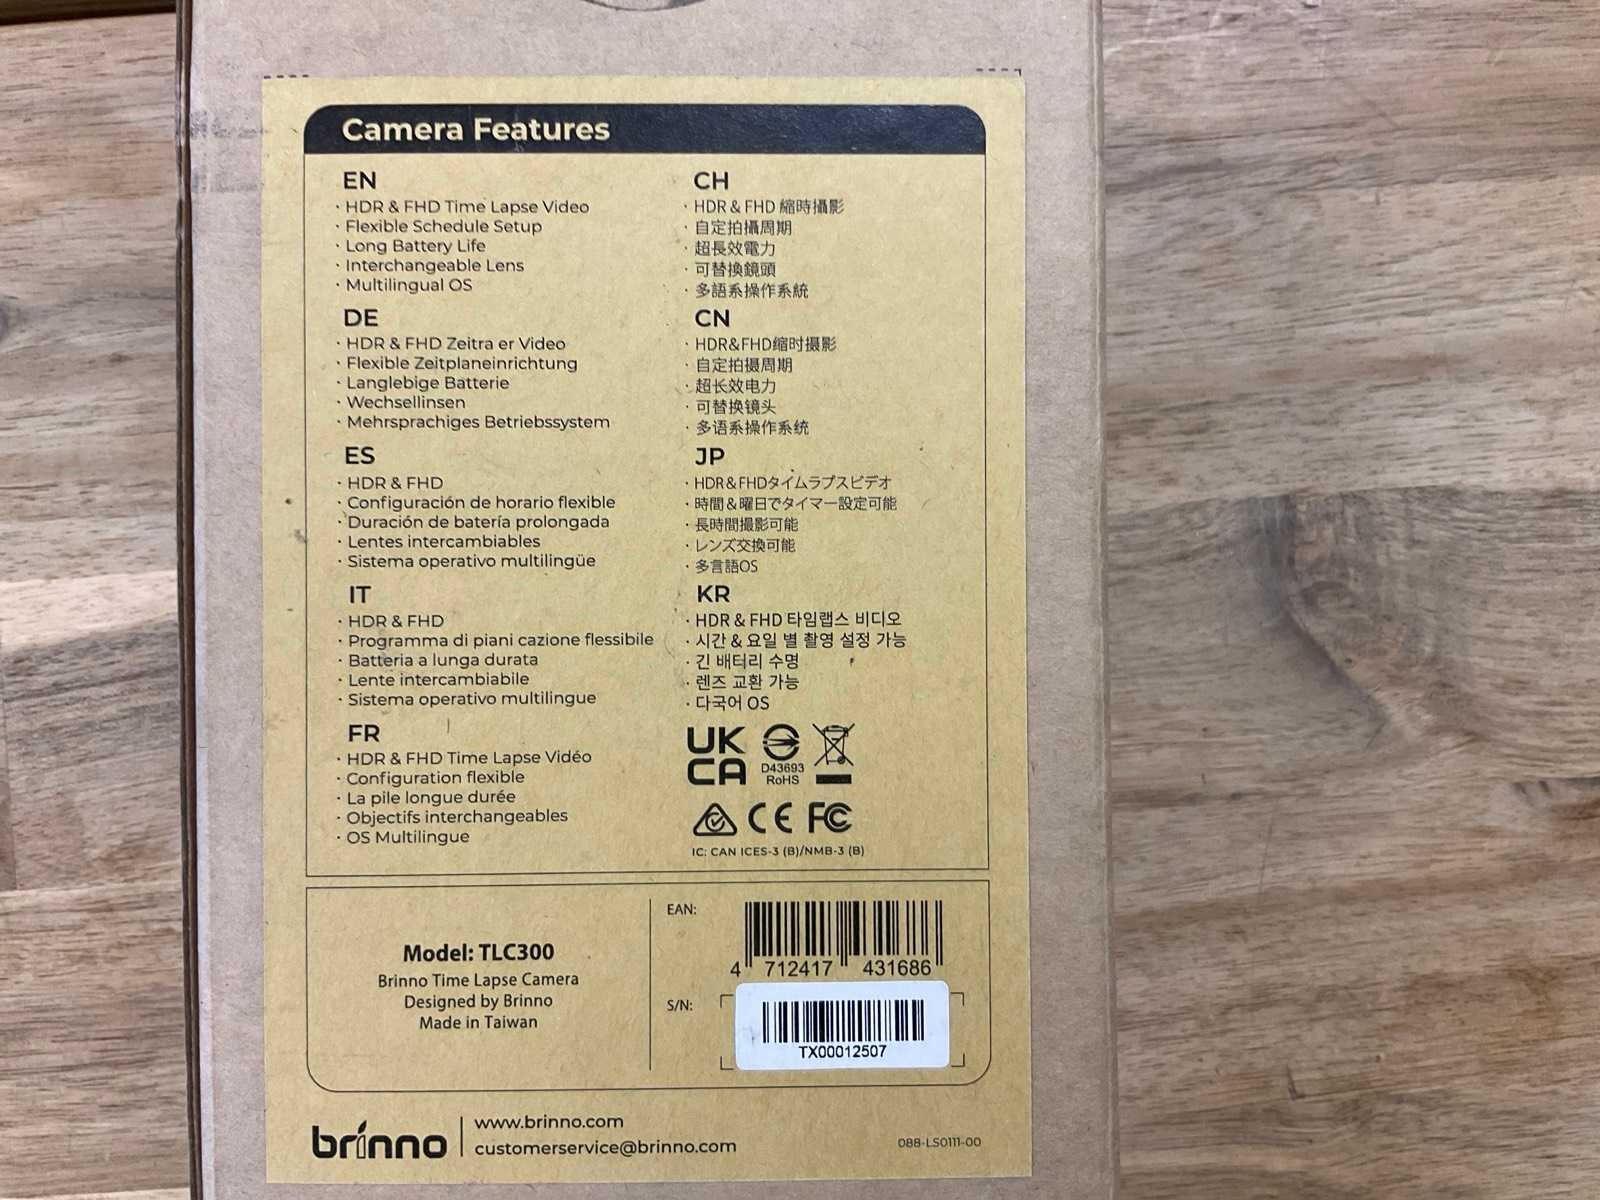 Camera Features
EN
· HDR & FHD Time Lapse Video
· Flexible Schedule Setup
· Long Battery Life
· Interchangeable Lens
· Multilingual OS
DE
· HDR & FHD Zeitra er Video
· Flexible Zeitplaneinrichtung
· Langlebige Batterie
· Wechsellinsen
· Mehrsprachiges Betriebssystem
ES
· HDR & FHD
· Configuración de horario flexible
· Duración de batería prolongada
· Lentes intercambiables
· Sistema operativo multilingüe
IT
· HDR & FHD
· Programma di piani cazione flessibile
· Batteria a lunga durata
· Lente intercambiabile
· Sistema operativo multilingue
FR
· HDR & FHD Time Lapse Vidéo
· Configuration flexible
· La pile longue durée
· Objectifs interchangeables
· OS Multilingue
CH
· HDR & FHD 縮時攝影
· 自定拍攝周期
· 超長效電力
· 可替換鏡頭
· 多語系操作系統
CN
· HDR&FHD縮时摄影
· 自定拍摄周期
· 超长效电力
· 可替换镜头
· 多语系操作系统
JP
· HDR&FHDタイムラプスビデオ
· 時間&曜日でタイマー設定可能
· 長時間撮影可能
· レンズ交換可能
· 多言語OS
KR
· HDR & FHD 타임랩스 비디오
· 시간 & 요일 별 촬영 설정 가능
· 긴 배터리 수명
· 렌즈 교환 가능
· 다국어 OS
UK
CA
D43693
RoHS
CE FC
IC: CAN ICES-3 (B)/NMB-3 (B)
Model: TLC300
Brinno Time Lapse Camera
Designed by Brinno
Made in Taiwan
EAN:
4 712417 431686
S/N:
TX00012507
brinno
www.brinno.com
customerservice@brinno.com
088-LS0111-00